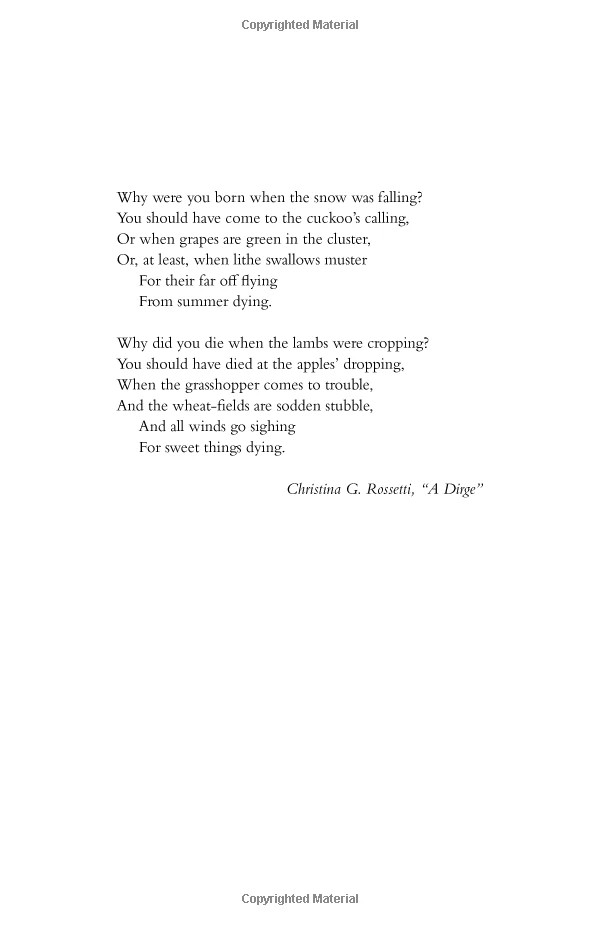 Copyrighted Material
Why were you born when the snow was falling?
You should have come to the cuckoo’s calling,
Or when grapes are green in the cluster,
Or, at least, when lithe swallows muster
For their far off flying
From summer dying.
Why did you die when the lambs were cropping?
You should have died at the apples’ dropping,
When the grasshopper comes to trouble,
And the wheat-fields are sodden stubble,
And all winds go sighing
For sweet things dying.
Christina G. Rossetti, “A Dirge”
Copyrighted Material